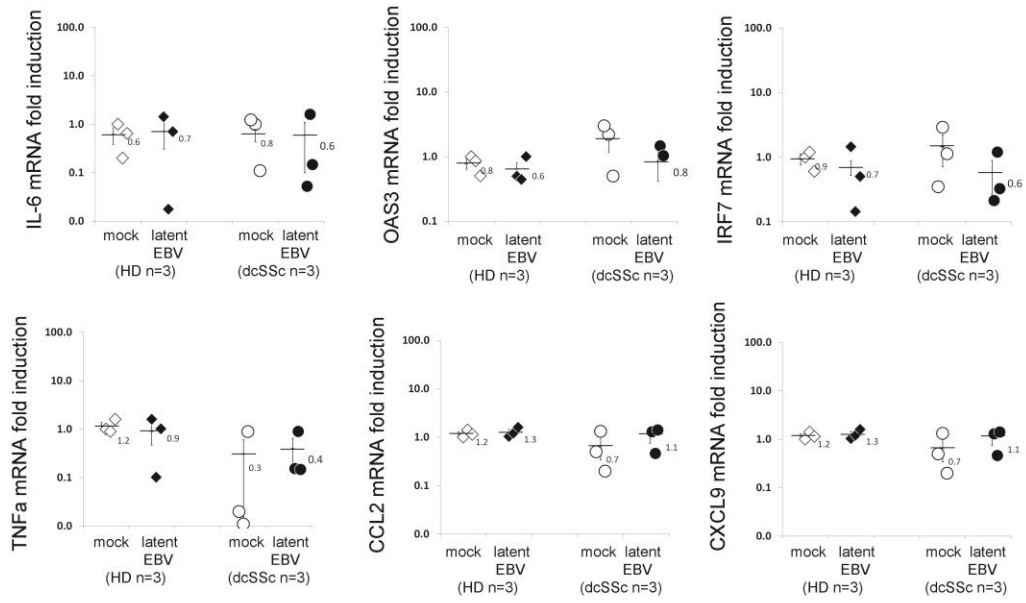 IL-6 mRNA fold induction
100.0
10.0
1.0
0.1
0.0
0.6
0.7
0.8
0.6
mock latent mock latent
EBV EBV
(HD n=3) (dcSSc n=3)
OAS3 mRNA fold induction
100.0
10.0
1.0
0.1
0.8
0.6
0.8
mock latent mock latent
EBV EBV
(HD n=3) (dcSSc n=3)
IRF7 mRNA fold induction
100.0
10.0
1.0
0.1
0.9
0.7
0.6
mock latent mock latent
EBV EBV
(HD n=3) (dcSSc n=3)
TNFa mRNA fold induction
100.0
10.0
1.0
0.1
0.0
1.2
0.9
0.3
0.4
mock latent mock latent
EBV EBV
(HD n=3) (dcSSc n=3)
CCL2 mRNA fold induction
100.0
10.0
1.0
0.1
0.0
1.2
1.3
0.7
1.1
mock latent mock latent
EBV EBV
(HD n=3) (dcSSc n=3)
CXCL9 mRNA fold induction
100.0
10.0
1.0
0.1
0.0
1.2
1.3
0.7
1.1
mock latent mock latent
EBV EBV
(HD n=3) (dcSSc n=3)